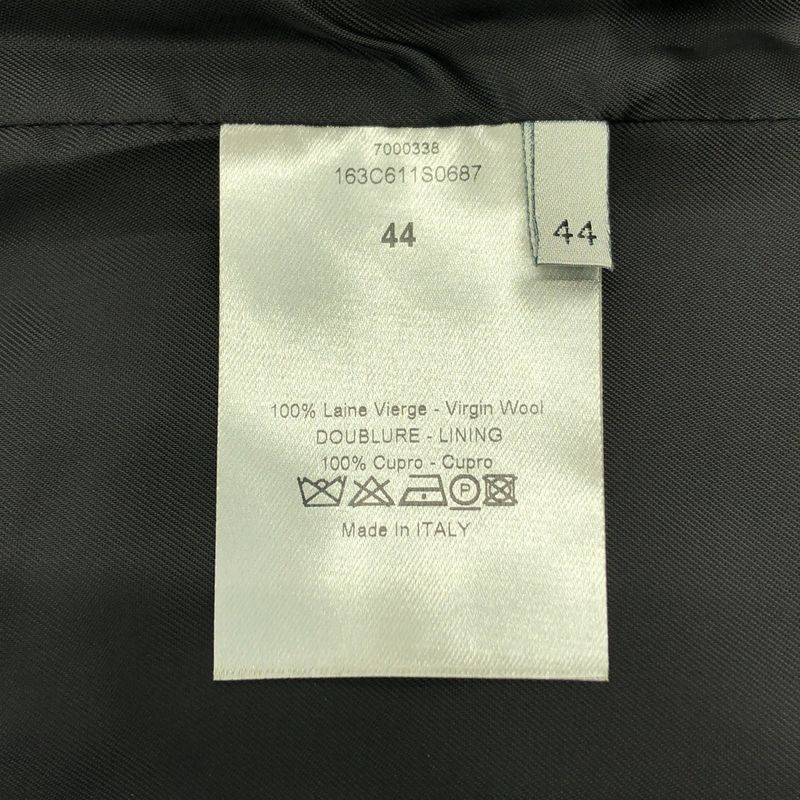 7000338
163C611S0687
44
44
100% Laine Vierge - Virgin Wool
DOUBLURE - LINING
100% Cupro - Cupro
P
Made In ITALY